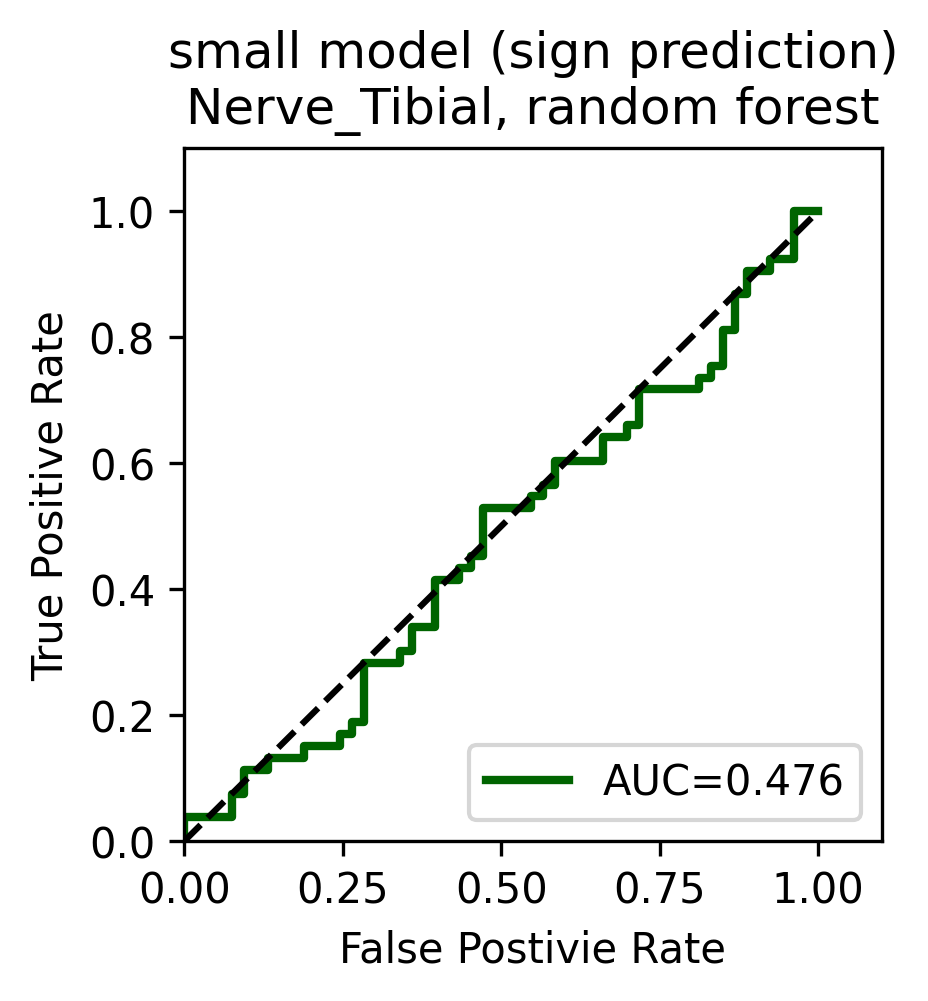 small model (sign prediction)
Nerve_Tibial, random forest
1.0
0.8
0.6
0.4
0.2
0.0
True Positive Rate
AUC=0.476
0.00 0.25 0.50 0.75 1.00
False Postivie Rate